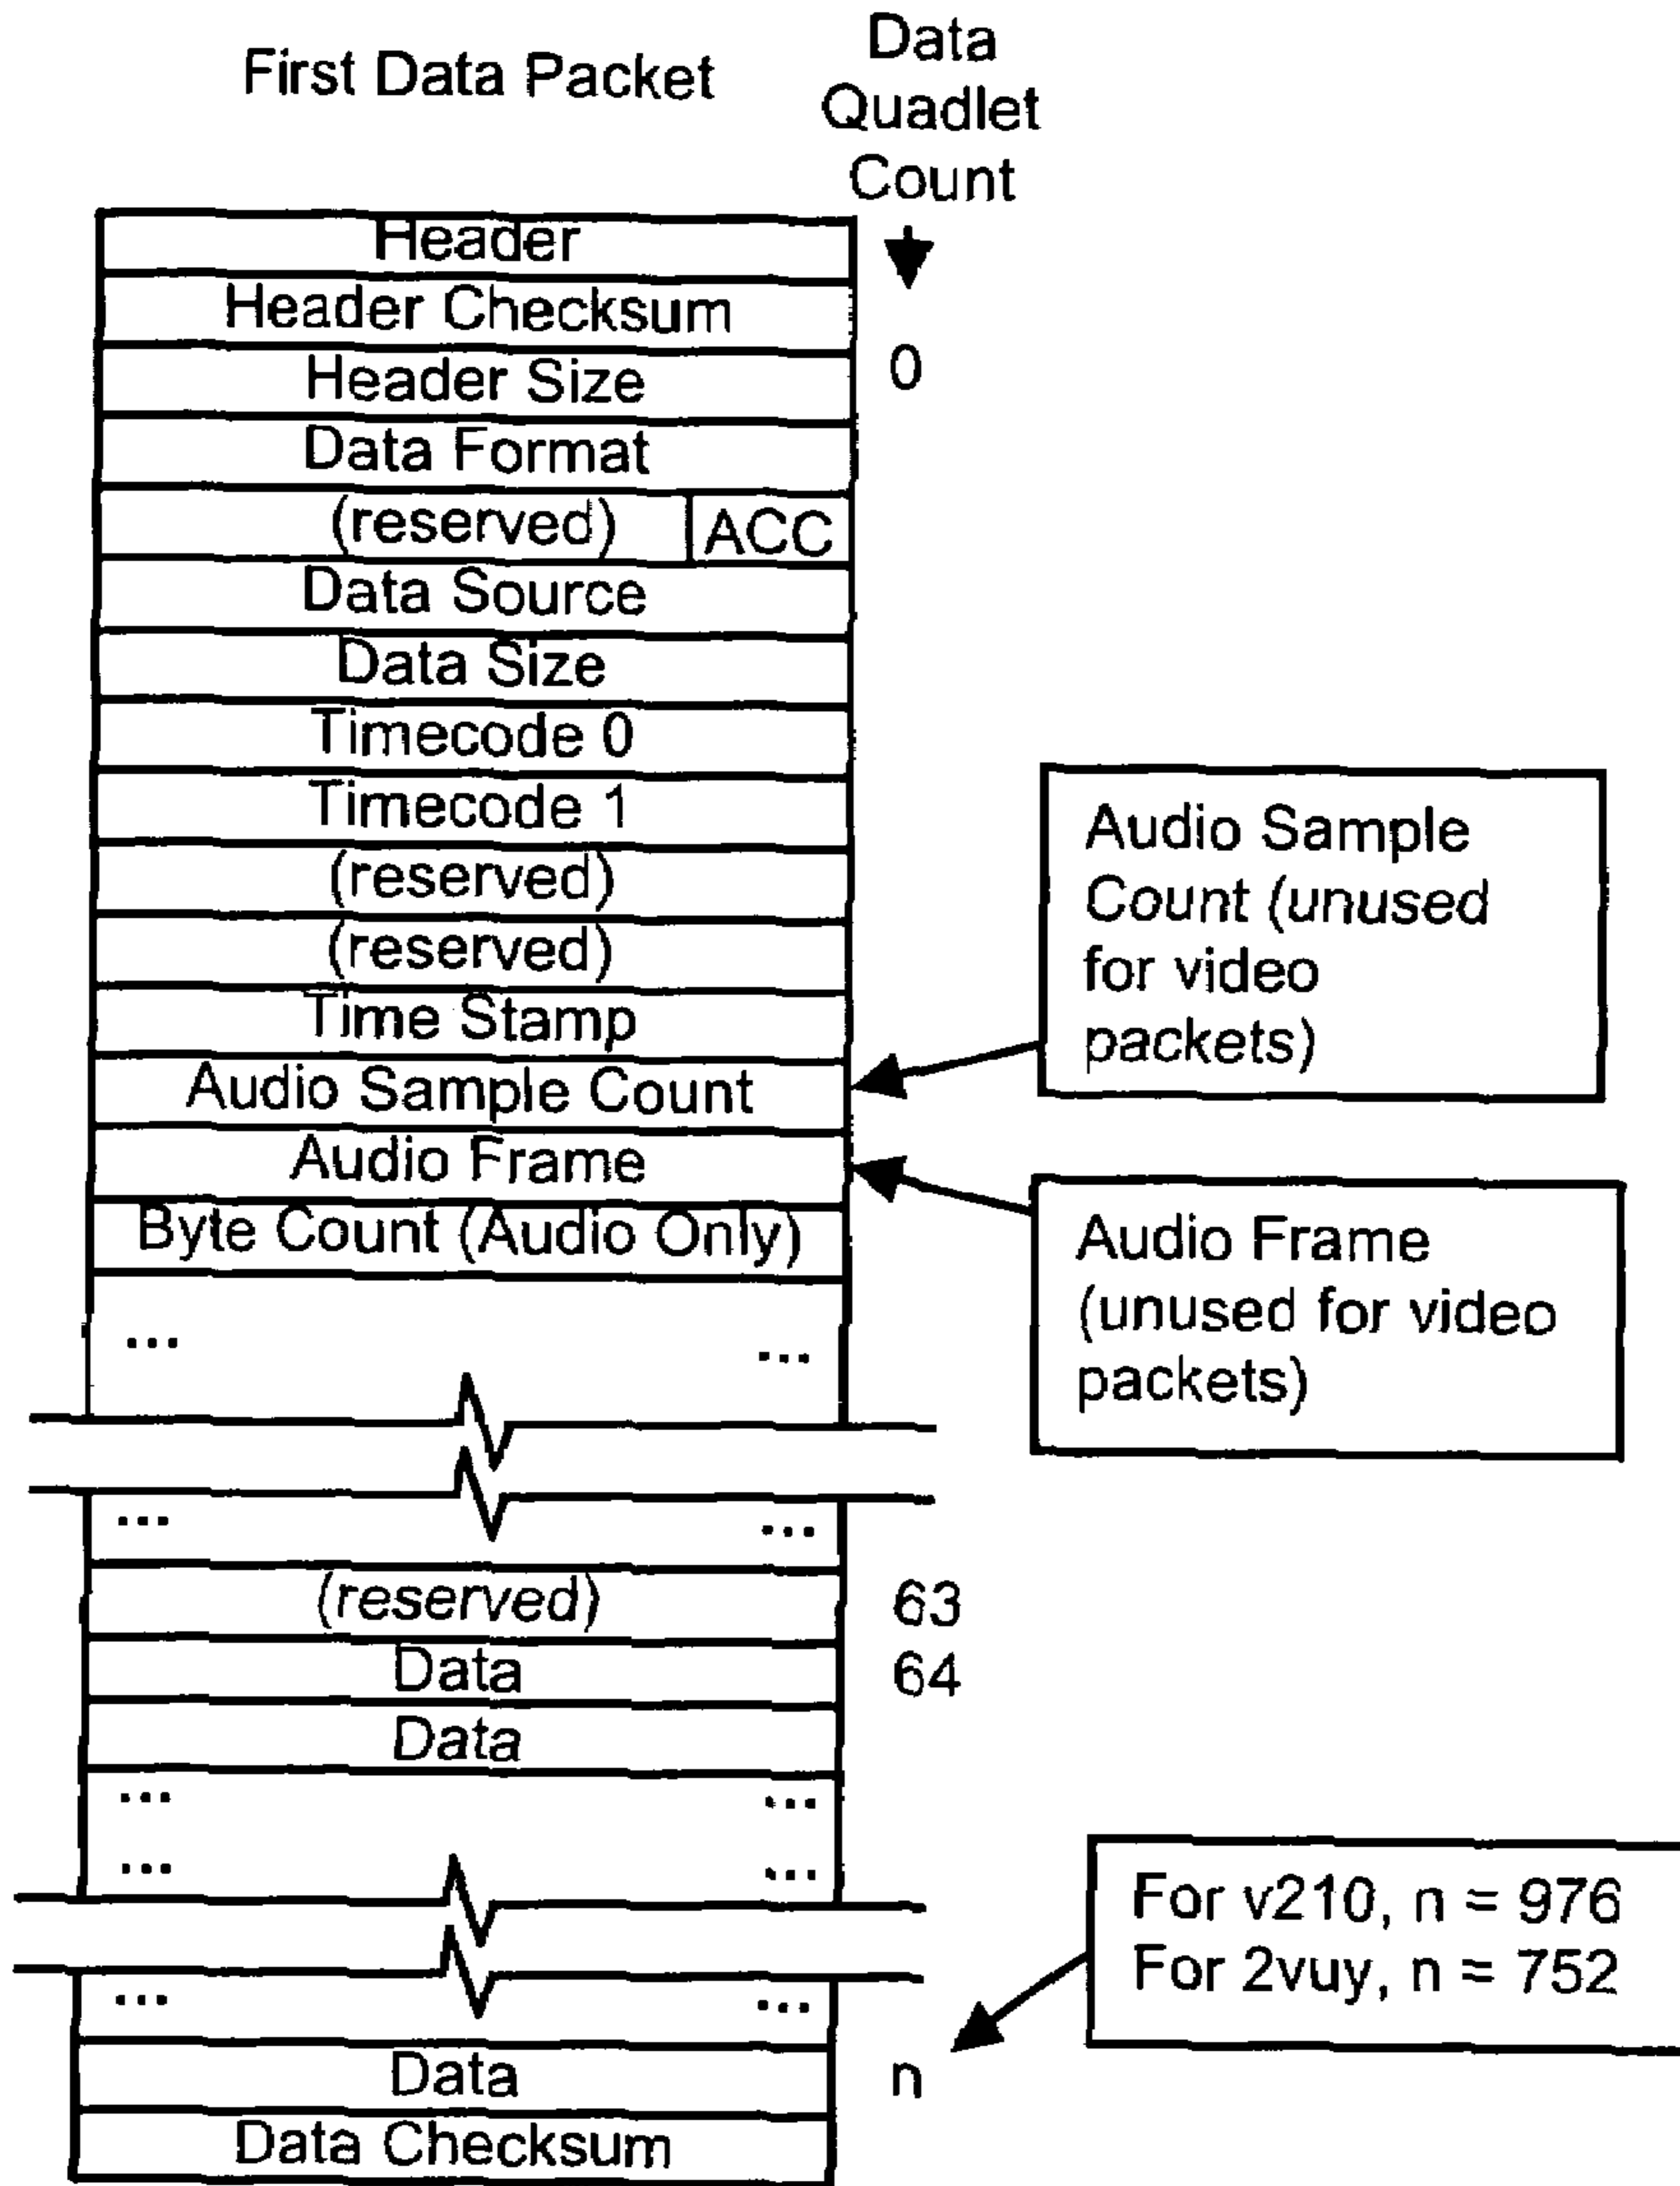 First Data Packet
Data
Quadlet
Count
Header
Header Checksum
Header Size
0
Data Format
(reserved)
ACC
Data Source
Data Size
Timecode 0
Timecode 1
(reserved)
(reserved)
Time Stamp
Audio Sample Count
Audio Frame
Byte Count (Audio Only)
Audio Sample
Count (unused
for video
packets)
Audio Frame
(unused for video
packets)
... ...
... ...
(reserved)
63
Data
64
Data
... ...
... ...
... ...
Data
n
Data Checksum
For v210, n = 976
For 2vuy, n = 752